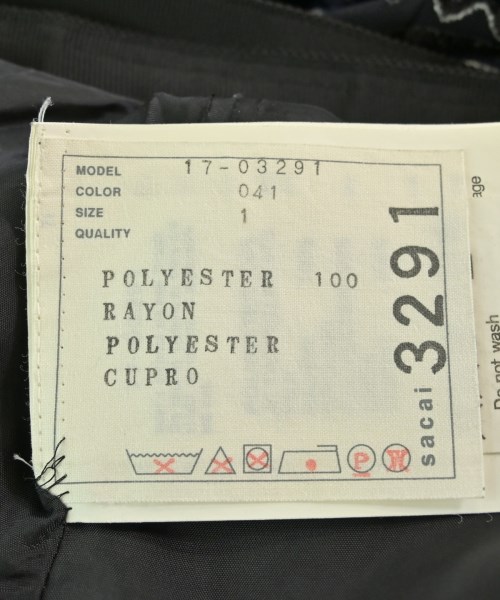 MODEL 17-03291
COLOR 041
SIZE 1
QUALITY
POLYESTER 100
RAYON
POLYESTER
CUPRO
P
W
sacai 3291
age
Do not wash